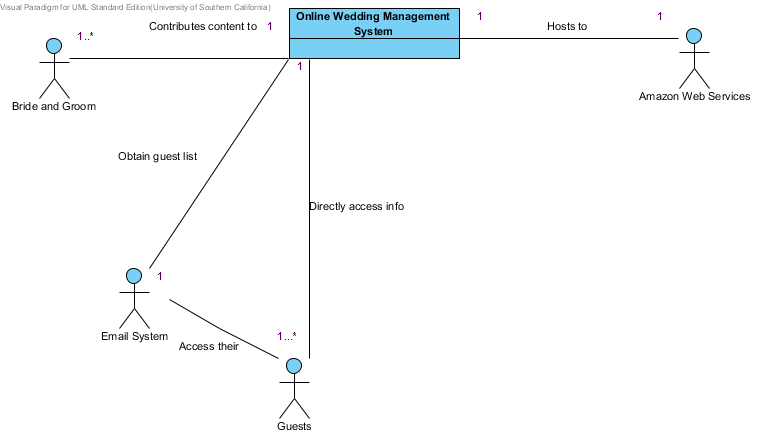 Visual Paradigm for UML Standard Edition(University of Southern California)
Online Wedding Management
System
Contributes content to
1
1
Hosts to
1
1..*
Bride and Groom
Amazon Web Services
1
Obtain guest list
Directly access info
1
Email System
1...*
Access their
Guests